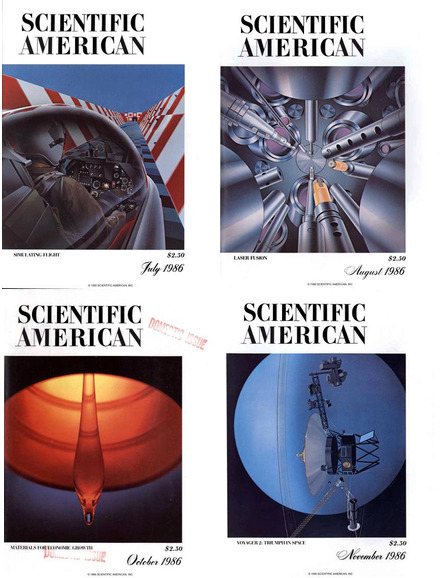 SCIENTIFIC
AMERICAN
SIMULATING FLIGHT
$2.50
July 1986
© 1986 SCIENTIFIC AMERICAN, INC.
SCIENTIFIC
AMERICAN
LASER FUSION
$2.50
August 1986
© 1986 SCIENTIFIC AMERICAN, INC.
SCIENTIFIC
AMERICAN
DOMESTIC ISSUE
MATERIALS FOR ECONOMIC GROWTH
$2.50
DOMESTIC ISSUE
October 1986
© 1986 SCIENTIFIC AMERICAN, INC.
SCIENTIFIC
AMERICAN
VOYAGER 2: TRIUMPH IN SPACE
$2.50
November 1986
© 1986 SCIENTIFIC AMERICAN, INC.